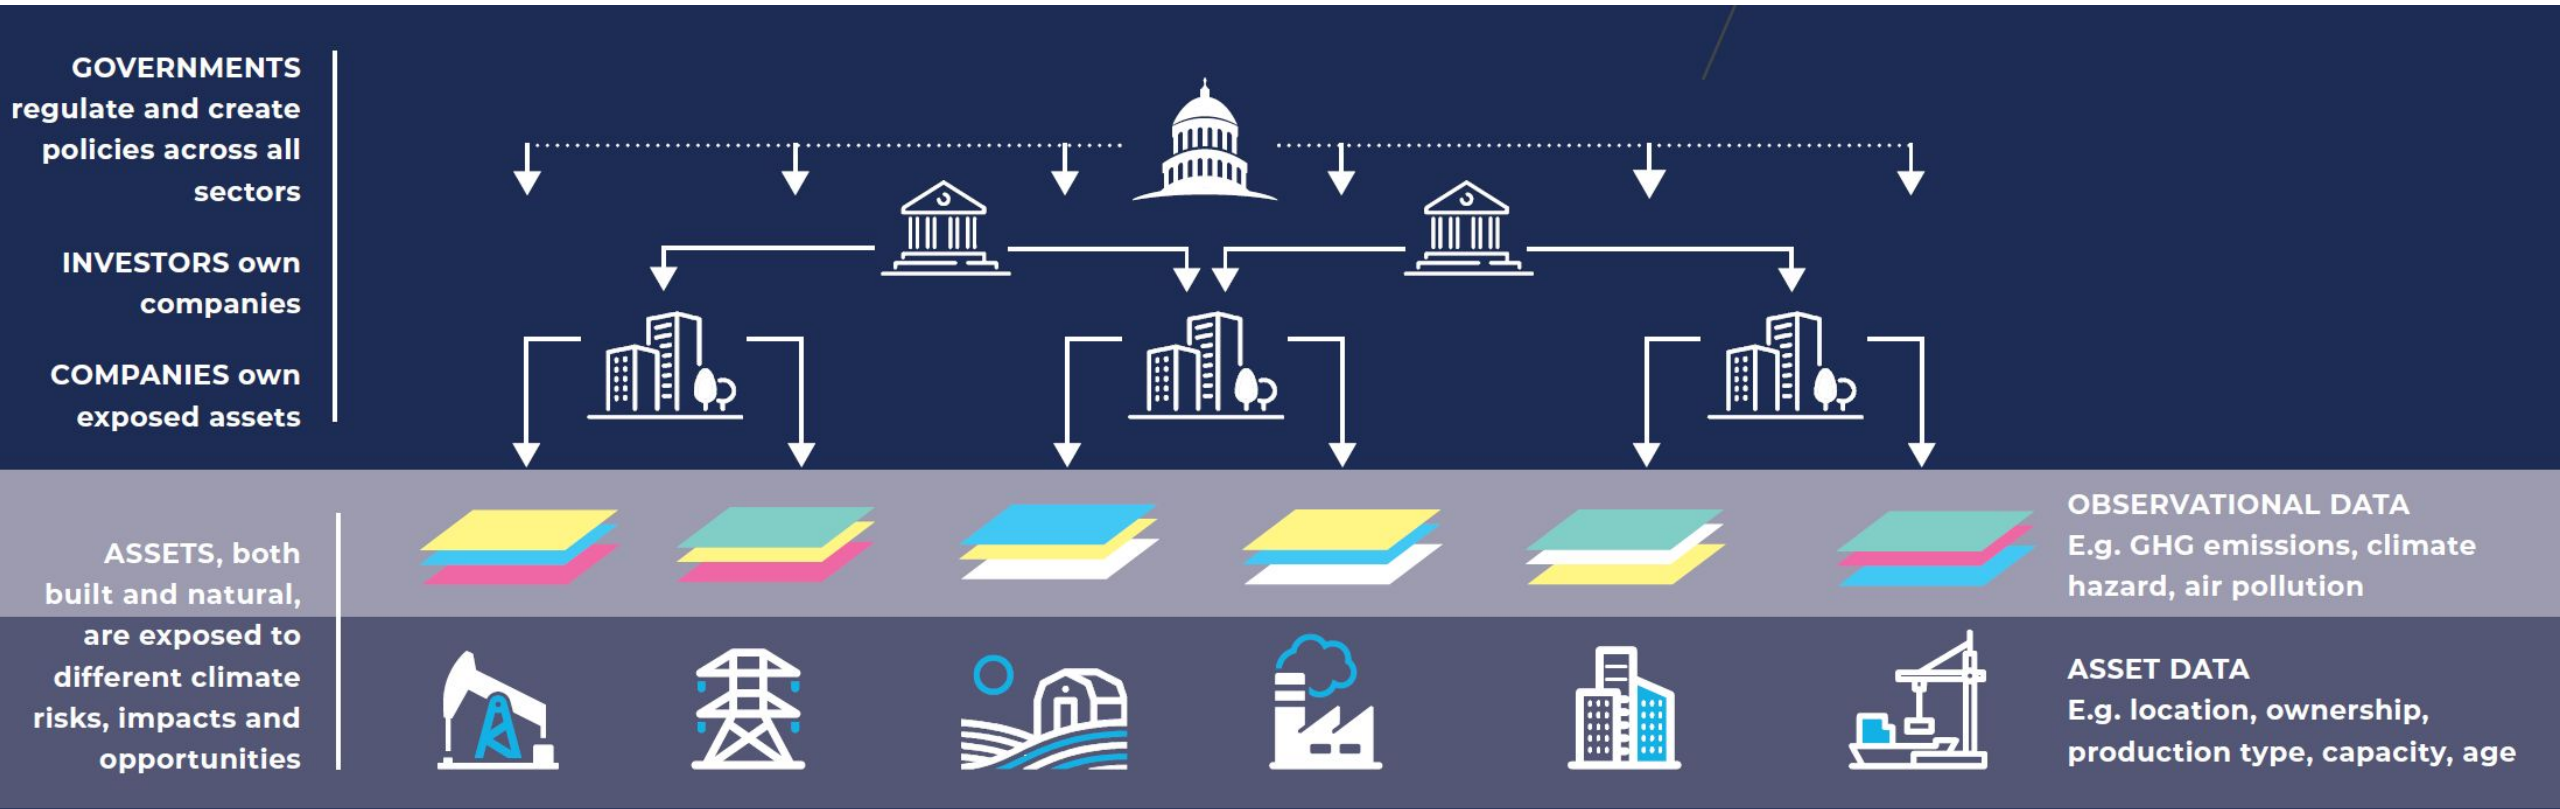 GOVERNMENTS
regulate and create
policies across all
sectors
INVESTORS own
companies
COMPANIES own
exposed assets
ASSETS, both
built and natural,
are exposed to
different climate
risks, impacts and
opportunities
OBSERVATIONAL DATA
E.g. GHG emissions, climate
hazard, air pollution
ASSET DATA
E.g. location, ownership,
production type, capacity, age